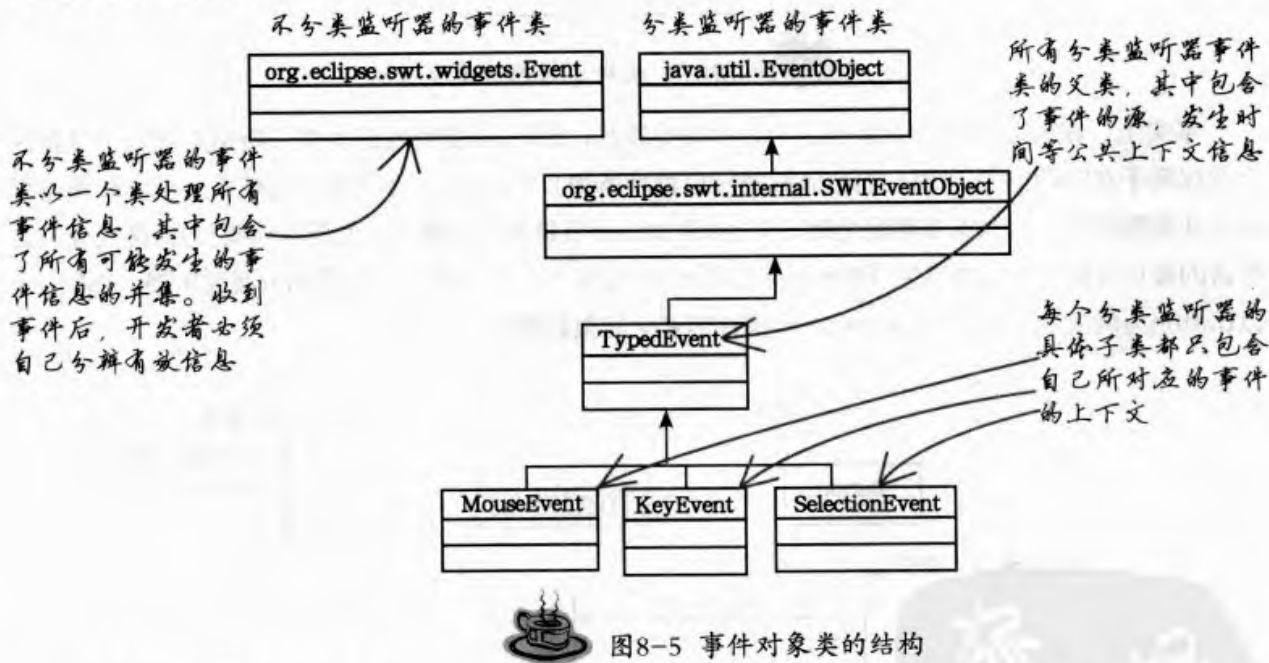 不分类监听器的事件类
分类监听器的事件类
org.eclipse.swt.widgets.Event
java.util.EventObject
所有分类监听器事件
类的父类,其中包含
了事件的源、发生时
间等公共上下文信息
不分类监听器的事件
类以一个类处理所有
事件信息,其中包含
了所有可能发生的事
件信息的并集。收到
事件后,开发者必须
自己分辨有效信息
org.eclipse.swt.internal.SWTEventObject
TypedEvent
每个分类监听器的
具体子类都只包含
自己所对应的事件
的上下文
MouseEvent
KeyEvent
SelectionEvent
图8-5 事件对象类的结构